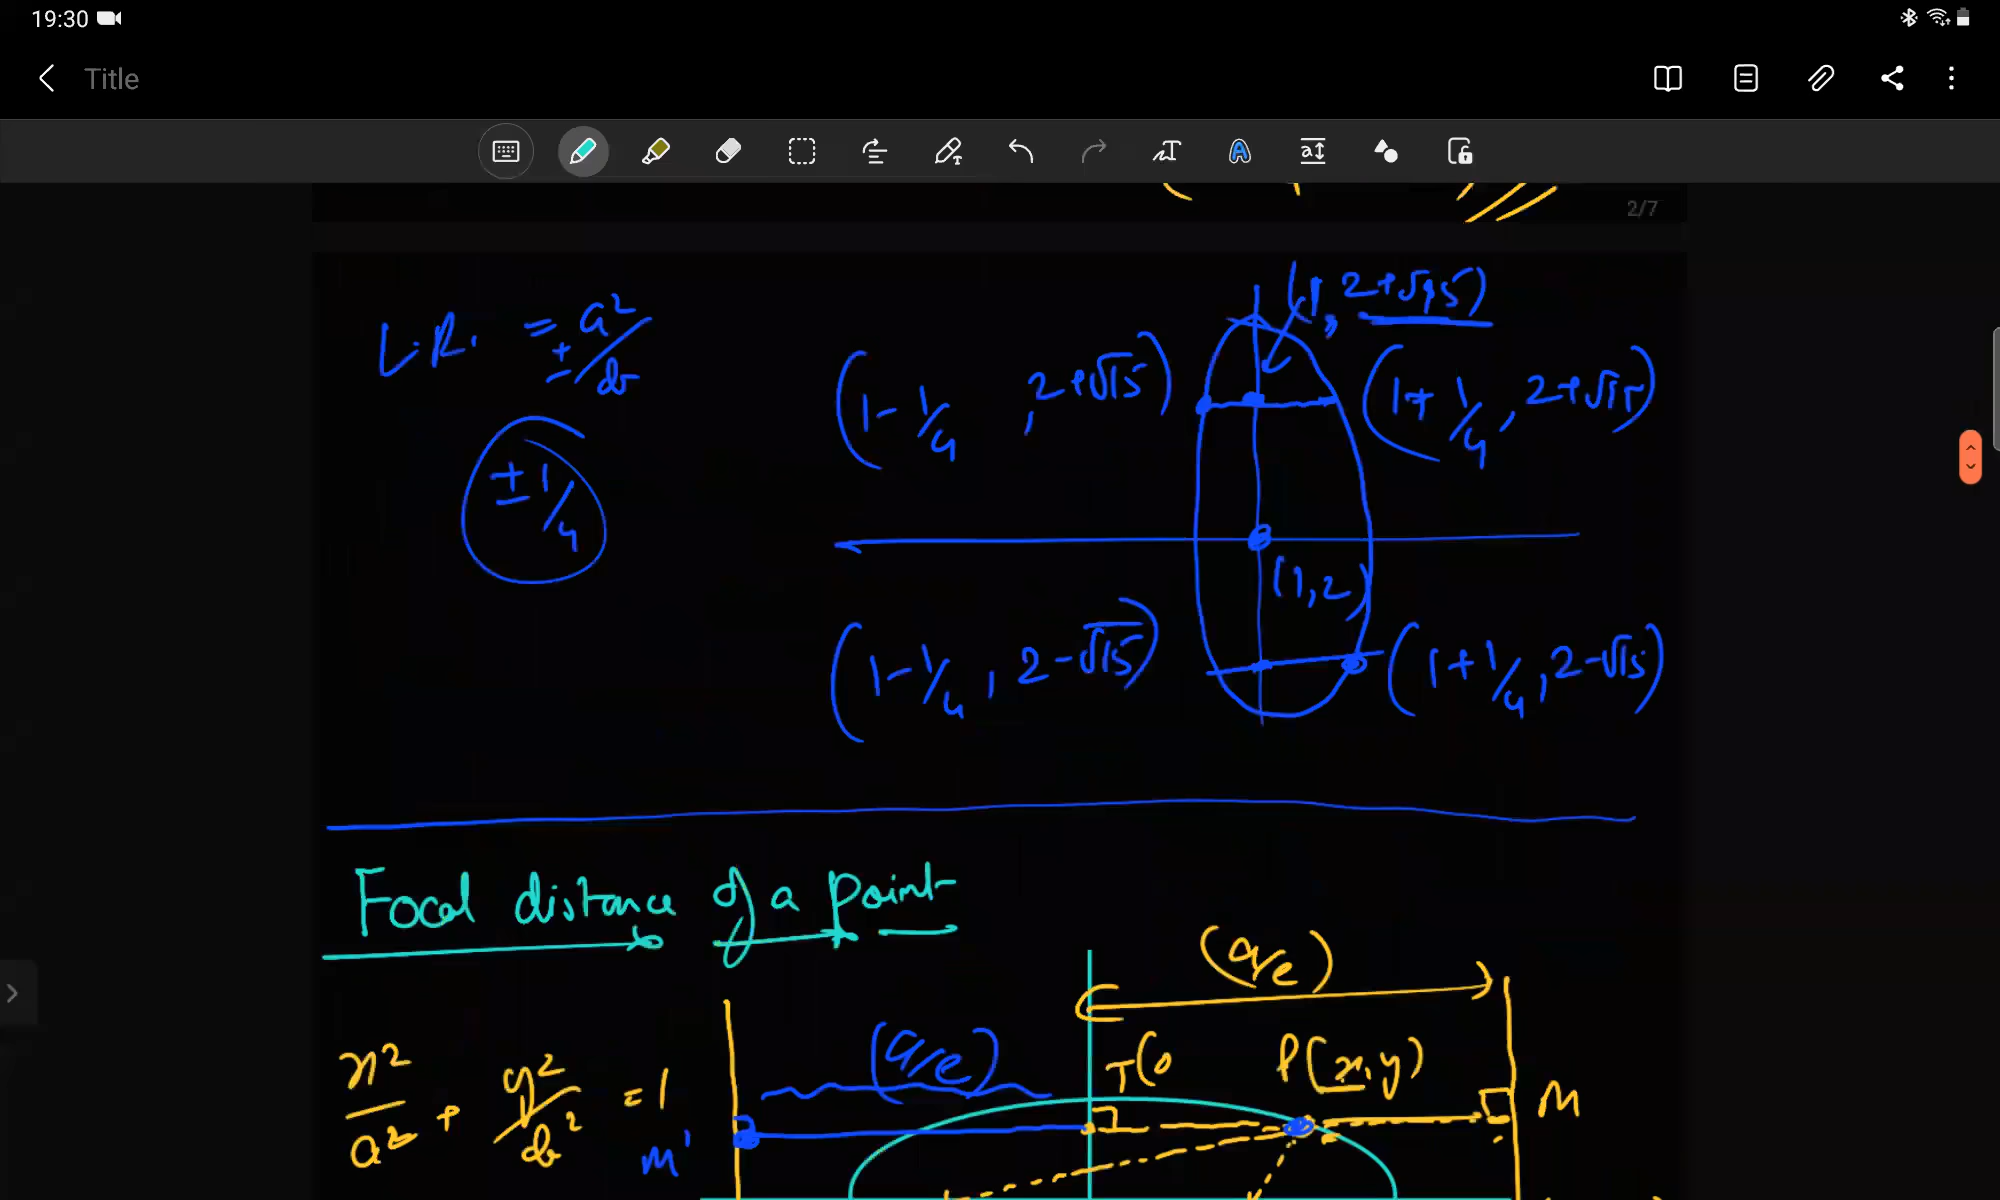 19:30
Title
2/7
L.R. = ± a²/b
± 1/4
(1, 2+√15)
(1 - 1/4, 2+√15)
(1 + 1/4, 2+√15)
(1, 2)
(1 - 1/4, 2-√15)
(1 + 1/4, 2-√15)
Focal distance of a point
(a/e)
(a/e)
T(0
P(x,y)
M
x²/a² + y²/b² = 1
M'